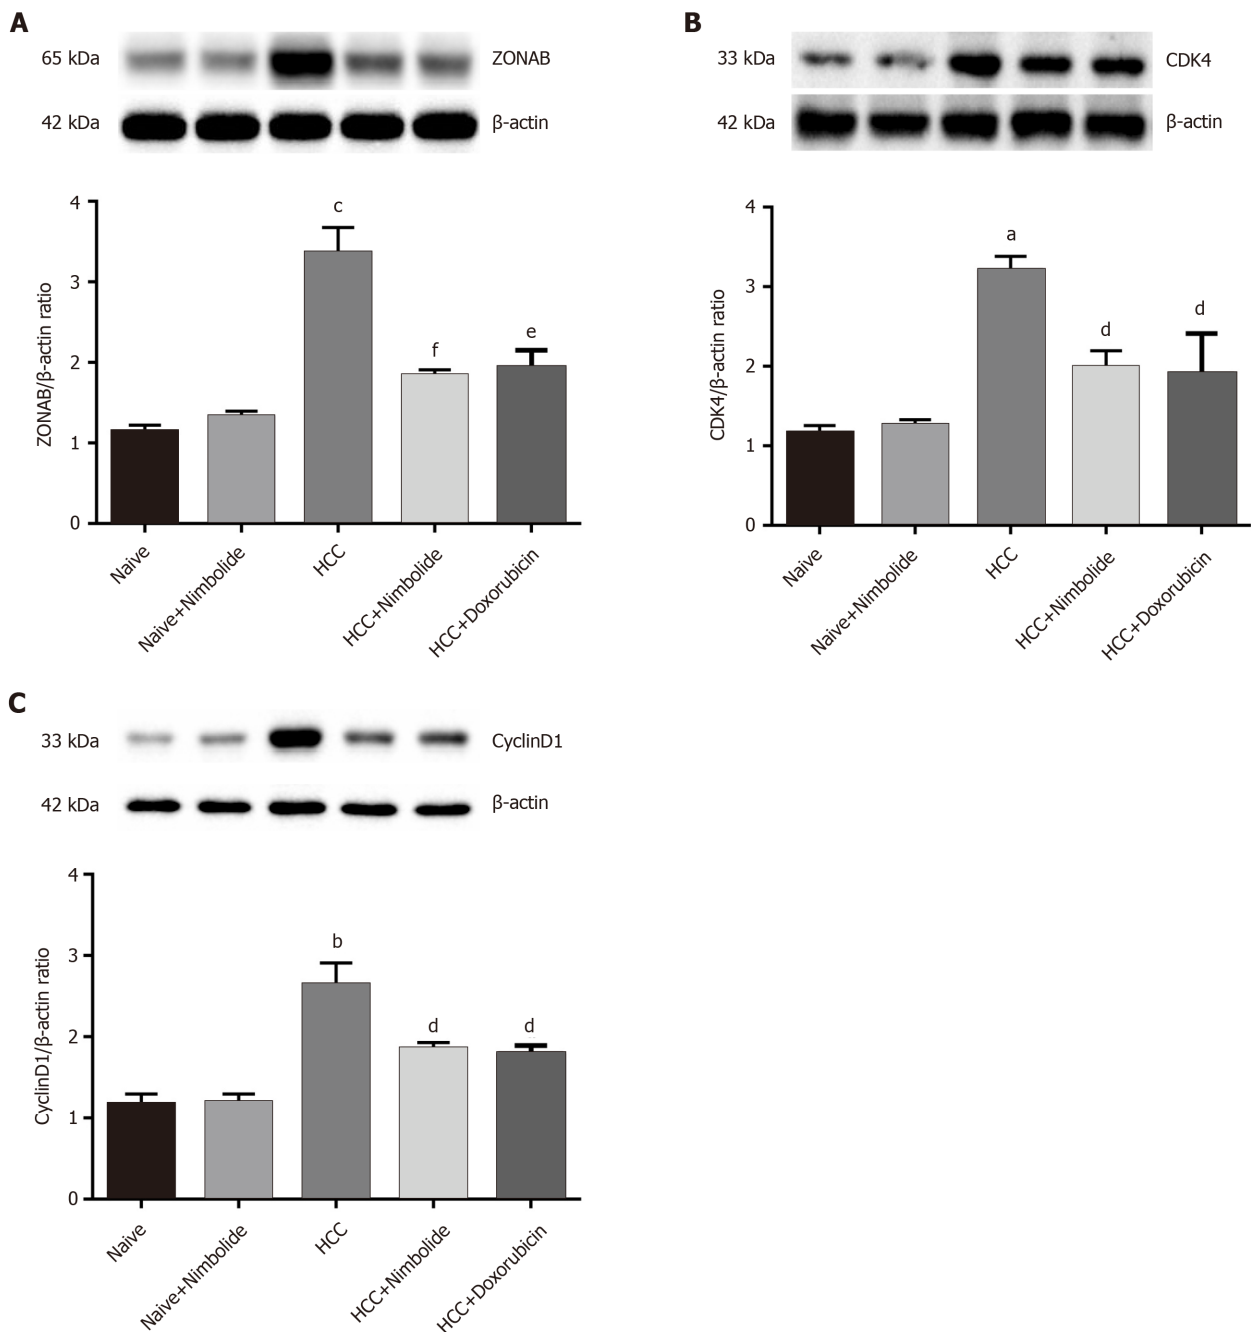 A
65 kDa
ZONAB
42 kDa
β-actin
4
3
2
1
0
ZONAB/β-actin ratio
c
f
e
Naive
Naive+Nimbolide
HCC
HCC+Nimbolide
HCC+Doxorubicin
B
33 kDa
CDK4
42 kDa
β-actin
4
3
2
1
0
CDK4/β-actin ratio
a
d
d
Naive
Naive+Nimbolide
HCC
HCC+Nimbolide
HCC+Doxorubicin
C
33 kDa
CyclinD1
42 kDa
β-actin
4
3
2
1
0
CyclinD1/β-actin ratio
b
d
d
Naive
Naive+Nimbolide
HCC
HCC+Nimbolide
HCC+Doxorubicin